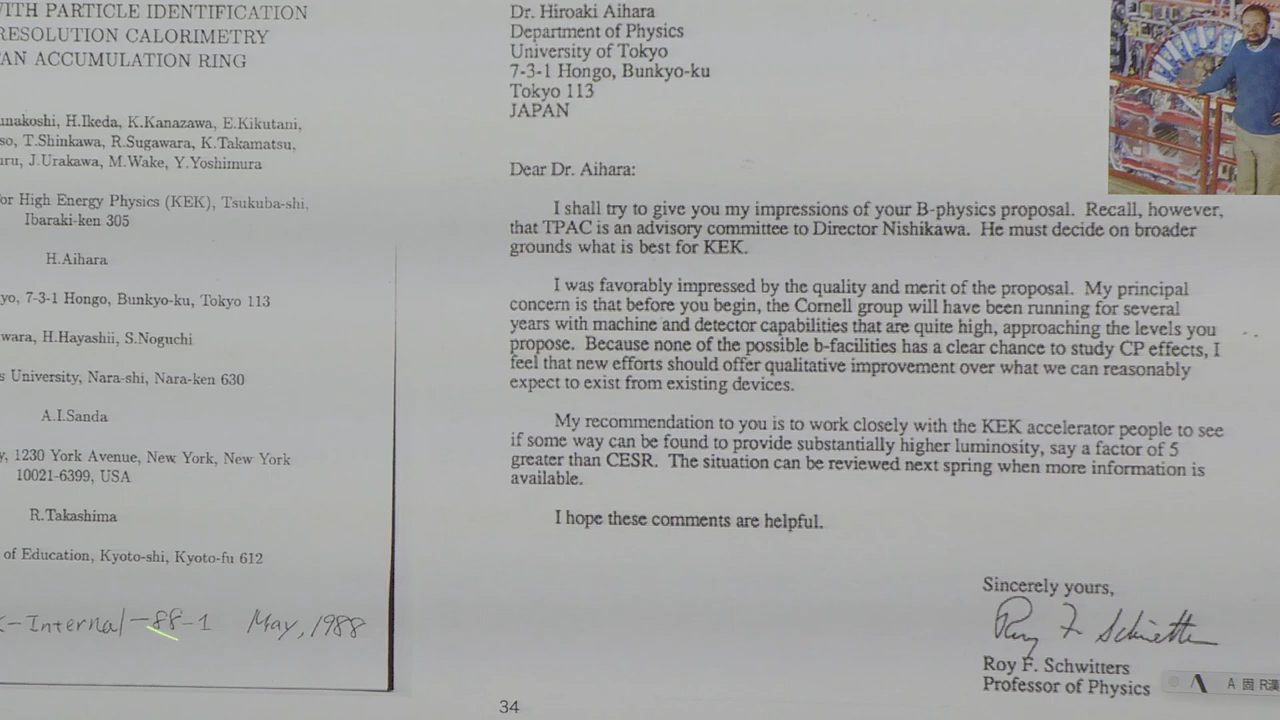 WITH PARTICLE IDENTIFICATION
RESOLUTION CALORIMETRY
AN ACCUMULATION RING
H.Ikeda, K.Kanazawa, E.Kikutani,
T.Shinkawa, R.Sugawara, K.Takamatsu,
J.Urakawa, M.Wake, Y.Yoshimura
for High Energy Physics (KEK), Tsukuba-shi,
Ibaraki-ken 305
H.Aihara
7-3-1 Hongo, Bunkyo-ku, Tokyo 113
H.Hayashii, S.Noguchi
University, Nara-shi, Nara-ken 630
A.I.Sanda
1230 York Avenue, New York, New York
10021-6399, USA
R.Takashima
of Education, Kyoto-shi, Kyoto-fu 612
-Internal-88-1 May, 1988
Dr. Hiroaki Aihara
Department of Physics
University of Tokyo
7-3-1 Hongo, Bunkyo-ku
Tokyo 113
JAPAN
Dear Dr. Aihara:
I shall try to give you my impressions of your B-physics proposal. Recall, however,
that TPAC is an advisory committee to Director Nishikawa. He must decide on broader
grounds what is best for KEK.
I was favorably impressed by the quality and merit of the proposal. My principal
concern is that before you begin, the Cornell group will have been running for several
years with machine and detector capabilities that are quite high, approaching the levels you
propose. Because none of the possible b-facilities has a clear chance to study CP effects, I
feel that new efforts should offer qualitative improvement over what we can reasonably
expect to exist from existing devices.
My recommendation to you is to work closely with the KEK accelerator people to see
if some way can be found to provide substantially higher luminosity, say a factor of 5
greater than CESR. The situation can be reviewed next spring when more information is
available.
I hope these comments are helpful.
Sincerely yours,
Roy F. Schwitters
Roy F. Schwitters
Professor of Physics
34